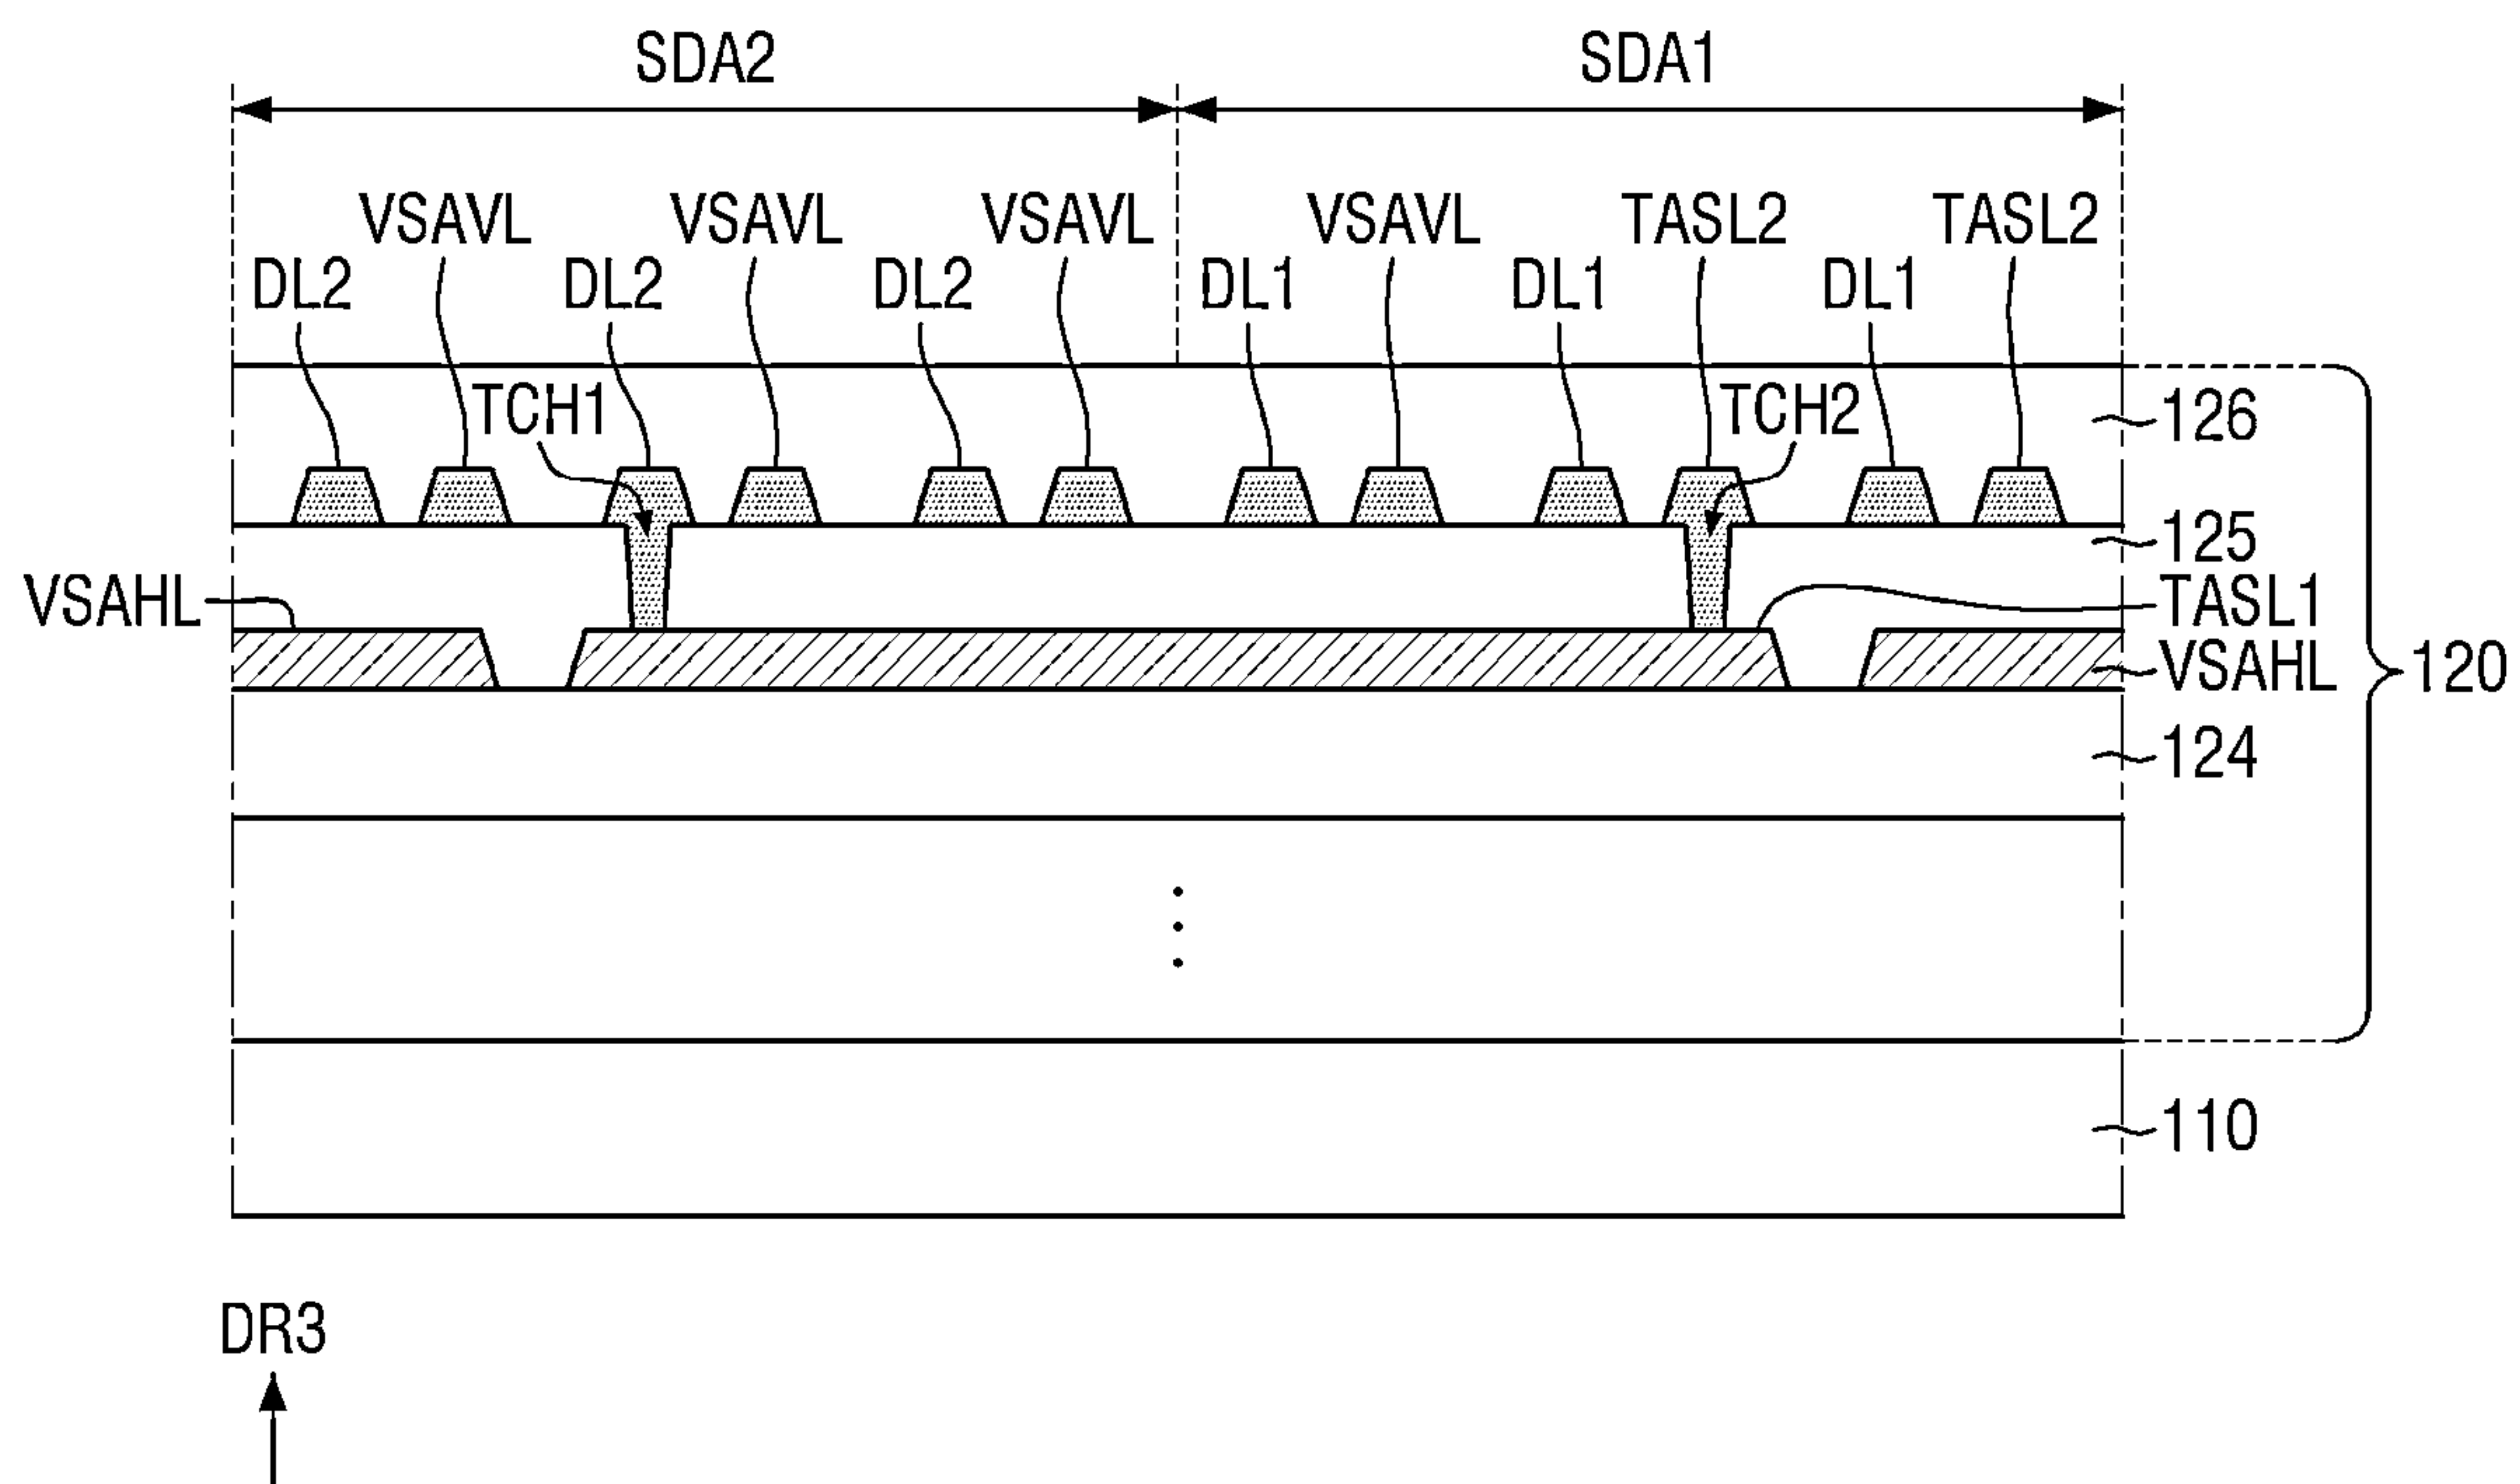 SDA2 SDA1
VSAVL VSAVL VSAVL VSAVL TASL2 TASL2
DL2 DL2 DL2 DL1 DL1 DL1
TCH1 TCH2
126
125
VSAHL TASL1
VSAHL
120
124
110
DR3